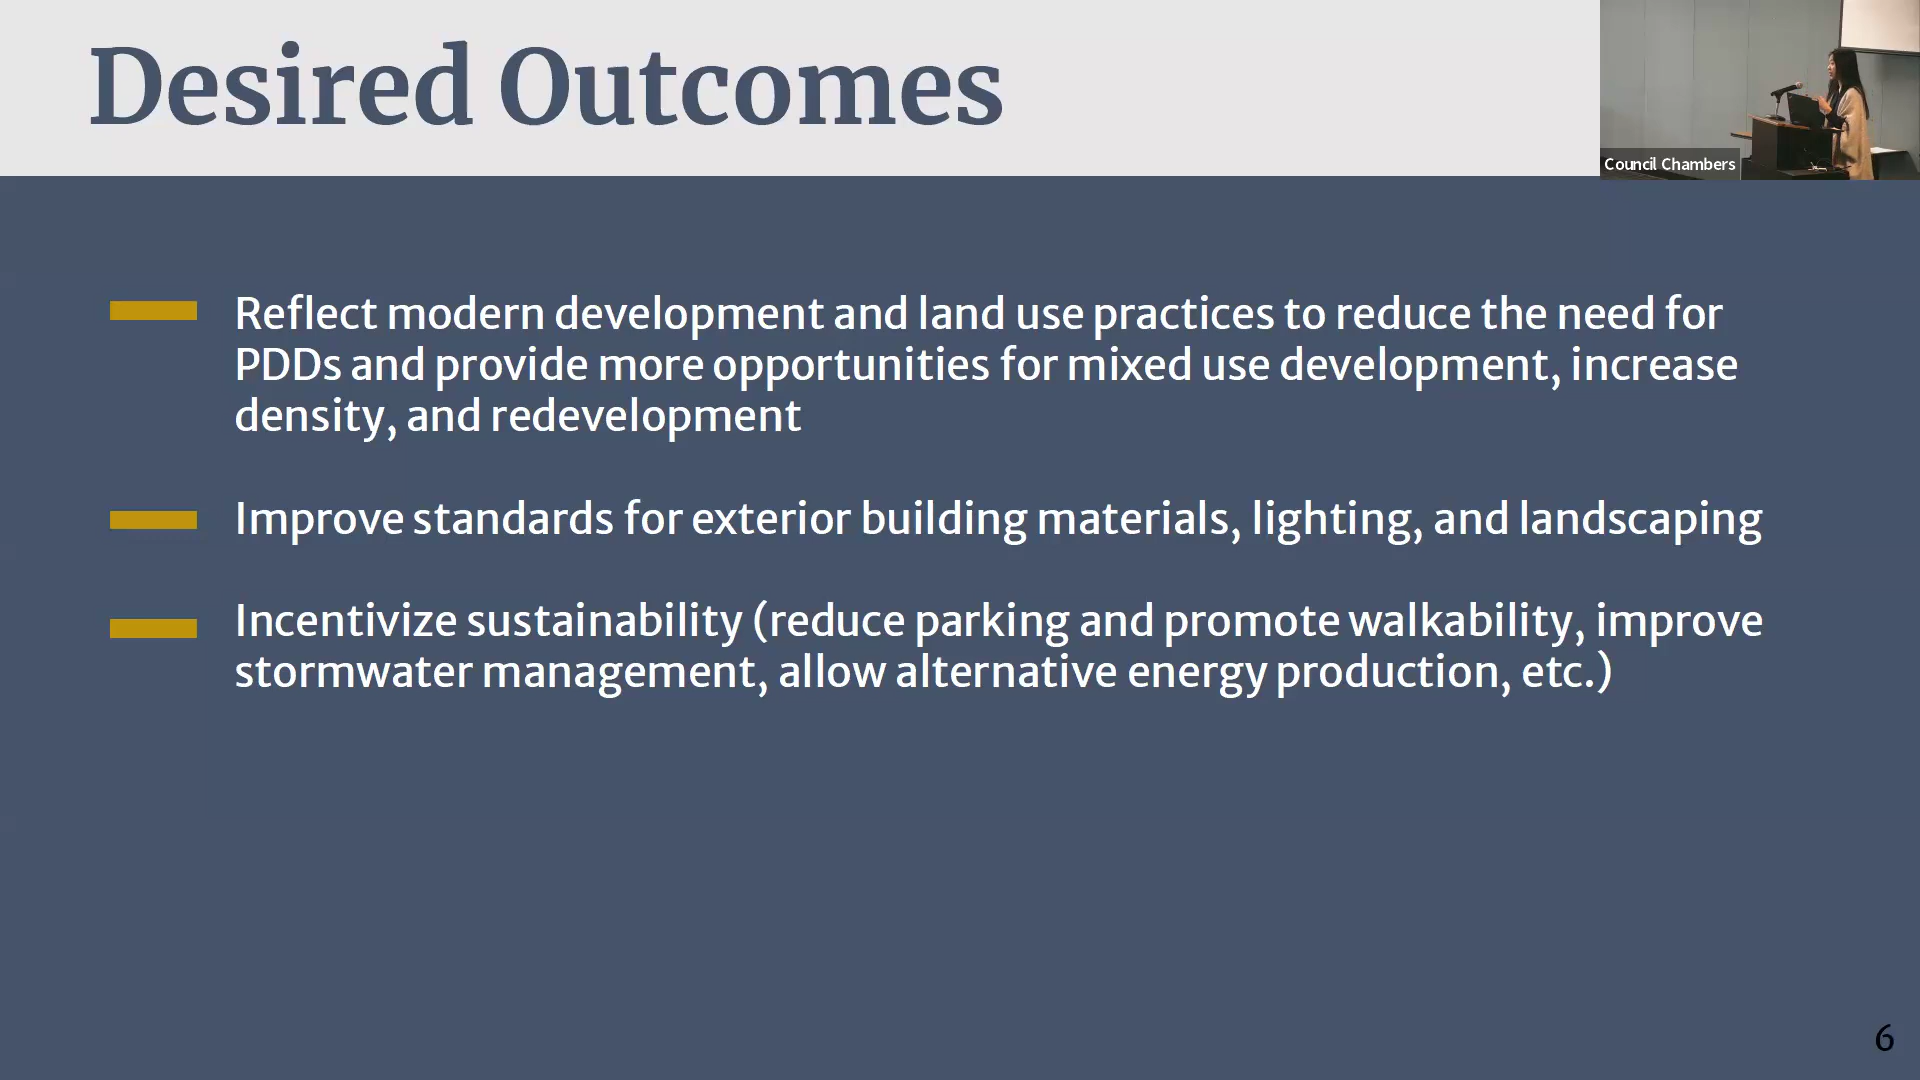 Desired Outcomes
Council Chambers
Reflect modern development and land use practices to reduce the need for
PDDs and provide more opportunities for mixed use development, increase
density, and redevelopment
Improve standards for exterior building materials, lighting, and landscaping
Incentivize sustainability (reduce parking and promote walkability, improve
stormwater management, allow alternative energy production, etc.)
6